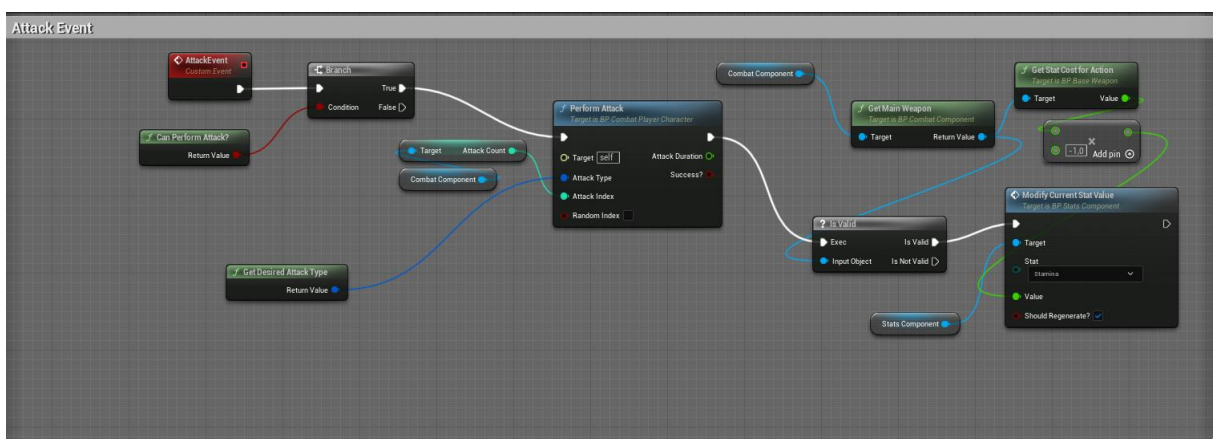 Attack Event
AttackEvent
Custom Event
Branch
True
Condition
False
Can Perform Attack?
Return Value
Target
Attack Count
Combat Component
Get Desired Attack Type
Return Value
Perform Attack
Target is BP Combat Player Character
Target
self
Attack Duration
Attack Type
Success?
Attack Index
Random Index
Combat Component
Get Main Weapon
Target is BP Combat Component
Target
Return Value
Get Stat Cost for Action
Target is BP Base Weapon
Target
Value
-1.0
Add pin
? Is Valid
Exec
Is Valid
Input Object
Is Not Valid
Stats Component
Modify Current Stat Value
Target is BP Stats Component
Target
Stat
Stamina
Value
Should Regenerate?